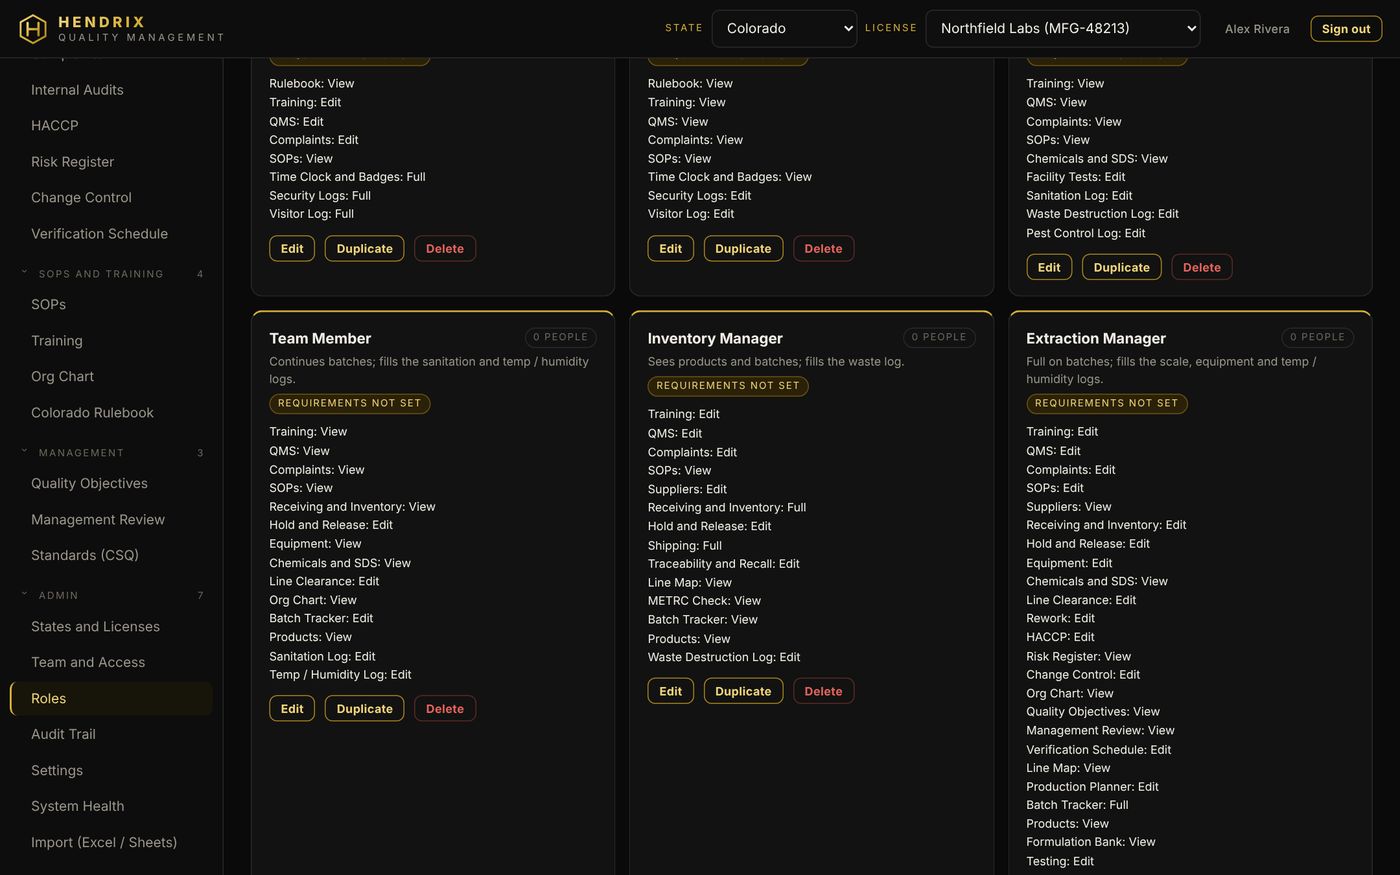 HENDRIX
QUALITY MANAGEMENT
STATE
Colorado
LICENSE
Northfield Labs (MFG-48213)
Alex Rivera
Sign out
Internal Audits
HACCP
Risk Register
Change Control
Verification Schedule
SOPS AND TRAINING 4
SOPs
Training
Org Chart
Colorado Rulebook
MANAGEMENT 3
Quality Objectives
Management Review
Standards (CSQ)
ADMIN 7
States and Licenses
Team and Access
Roles
Audit Trail
Settings
System Health
Import (Excel / Sheets)
Rulebook: View
Training: Edit
QMS: Edit
Complaints: Edit
SOPs: View
Time Clock and Badges: Full
Security Logs: Full
Visitor Log: Full
Edit Duplicate Delete
Rulebook: View
Training: View
QMS: View
Complaints: View
SOPs: View
Time Clock and Badges: View
Security Logs: Edit
Visitor Log: Edit
Edit Duplicate Delete
Training: View
QMS: View
Complaints: View
SOPs: View
Chemicals and SDS: View
Facility Tests: Edit
Sanitation Log: Edit
Waste Destruction Log: Edit
Pest Control Log: Edit
Edit Duplicate Delete
Team Member
0 PEOPLE
Continues batches; fills the sanitation and temp / humidity
logs.
REQUIREMENTS NOT SET
Training: View
QMS: View
Complaints: View
SOPs: View
Receiving and Inventory: View
Hold and Release: Edit
Equipment: View
Chemicals and SDS: View
Line Clearance: Edit
Org Chart: View
Batch Tracker: Edit
Products: View
Sanitation Log: Edit
Temp / Humidity Log: Edit
Edit Duplicate Delete
Inventory Manager
0 PEOPLE
Sees products and batches; fills the waste log.
REQUIREMENTS NOT SET
Training: Edit
QMS: Edit
Complaints: Edit
SOPs: View
Suppliers: Edit
Receiving and Inventory: Full
Hold and Release: Edit
Shipping: Full
Traceability and Recall: Edit
Line Map: View
METRC Check: View
Batch Tracker: View
Products: View
Waste Destruction Log: Edit
Edit Duplicate Delete
Extraction Manager
0 PEOPLE
Full on batches; fills the scale, equipment and temp /
humidity logs.
REQUIREMENTS NOT SET
Training: Edit
QMS: Edit
Complaints: Edit
SOPs: Edit
Suppliers: View
Receiving and Inventory: Edit
Hold and Release: Edit
Equipment: Edit
Chemicals and SDS: View
Line Clearance: Edit
Rework: Edit
HACCP: Edit
Risk Register: View
Change Control: Edit
Org Chart: View
Quality Objectives: View
Management Review: View
Verification Schedule: Edit
Line Map: View
Production Planner: Edit
Batch Tracker: Full
Products: View
Formulation Bank: View
Testing: Edit